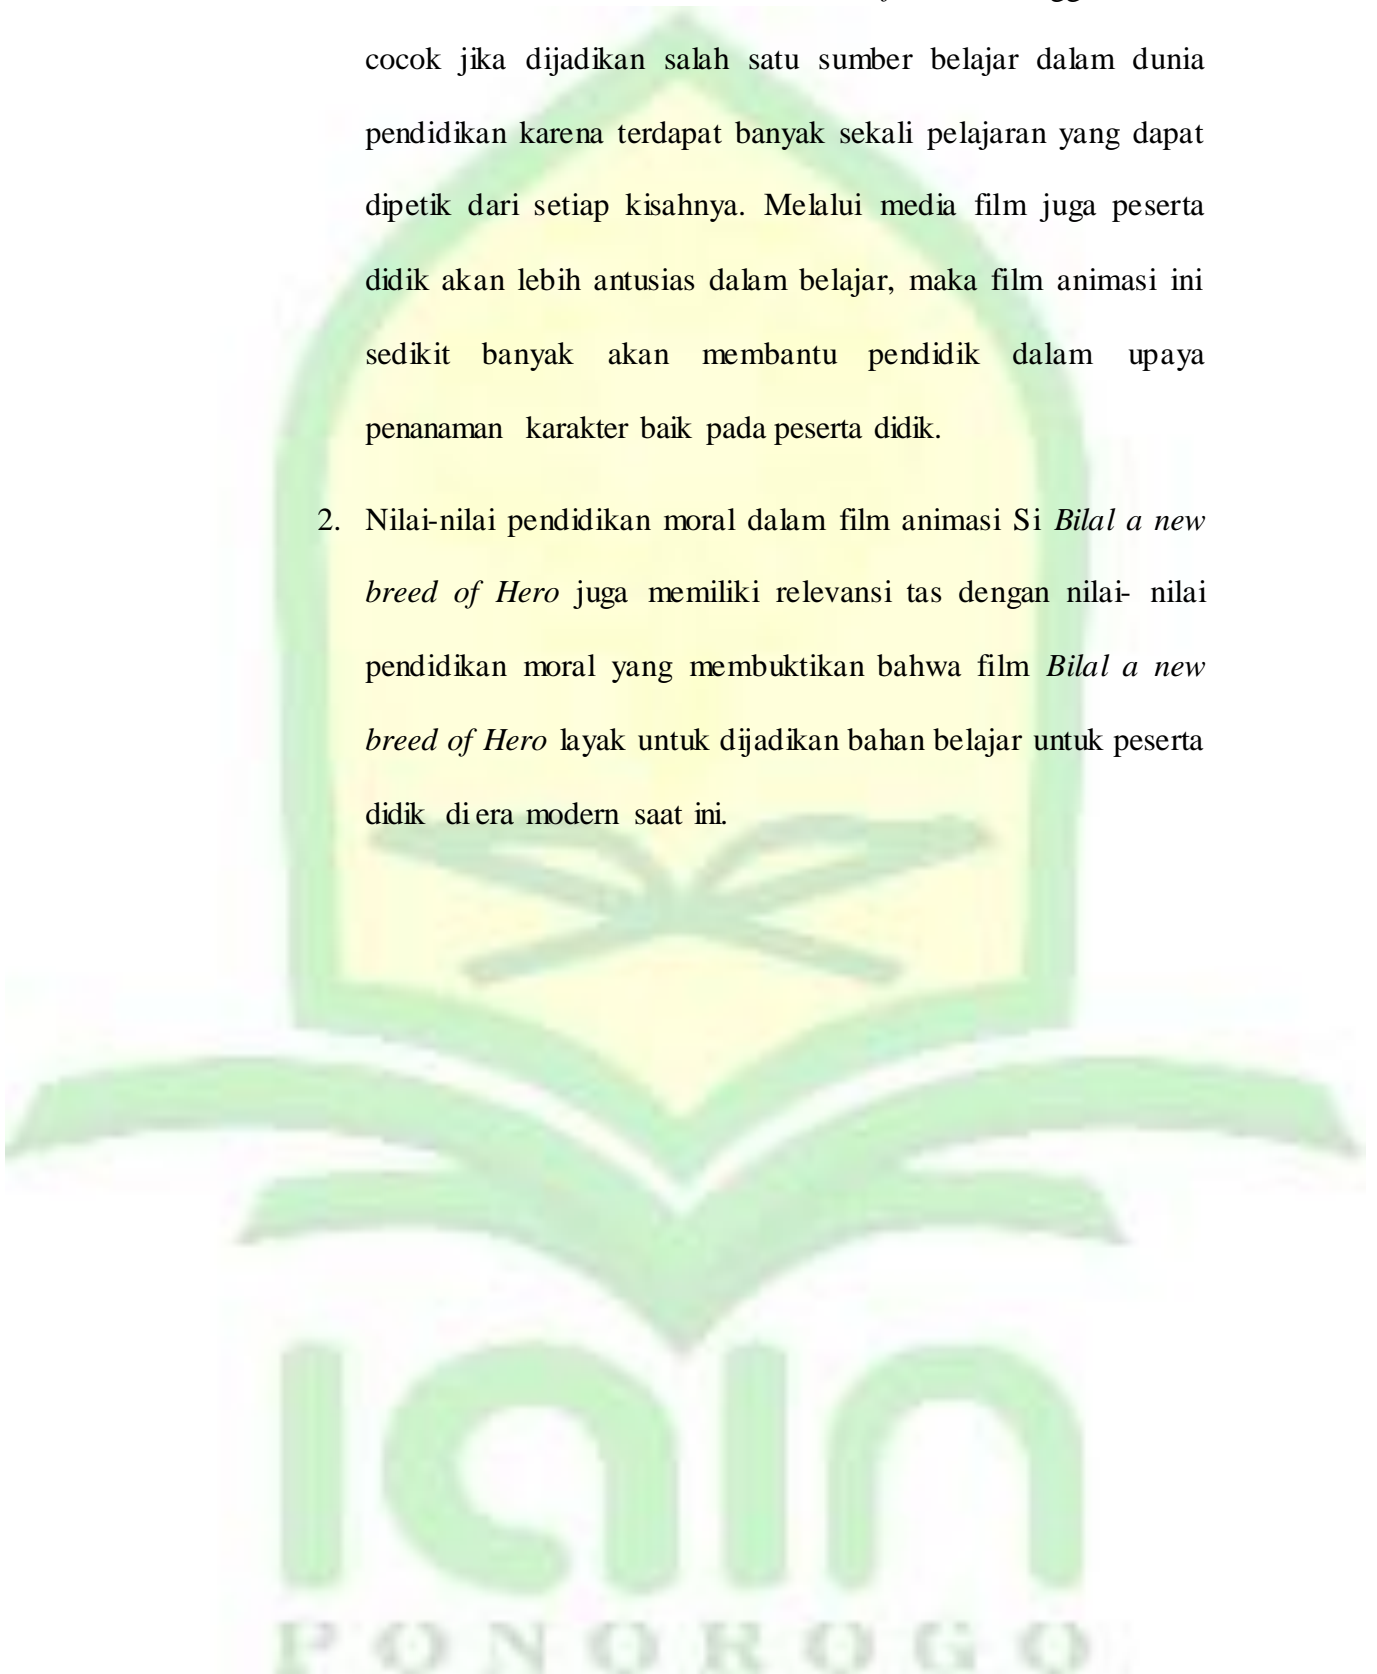 cocok jika dijadikan salah satu sumber belajar dalam dunia
pendidikan karena terdapat banyak sekali pelajaran yang dapat
dipetik dari setiap kisahnya. Melalui media film juga peserta
didik akan lebih antusias dalam belajar, maka film animasi ini
sedikit banyak akan membantu pendidik dalam upaya
penanaman karakter baik pada peserta didik.
2. Nilai-nilai pendidikan moral dalam film animasi Si Bilal a new
breed of Hero juga memiliki relevansi tas dengan nilai- nilai
pendidikan moral yang membuktikan bahwa film Bilal a new
breed of Hero layak untuk dijadikan bahan belajar untuk peserta
didik di era modern saat ini.
IAIN
PONOROGO